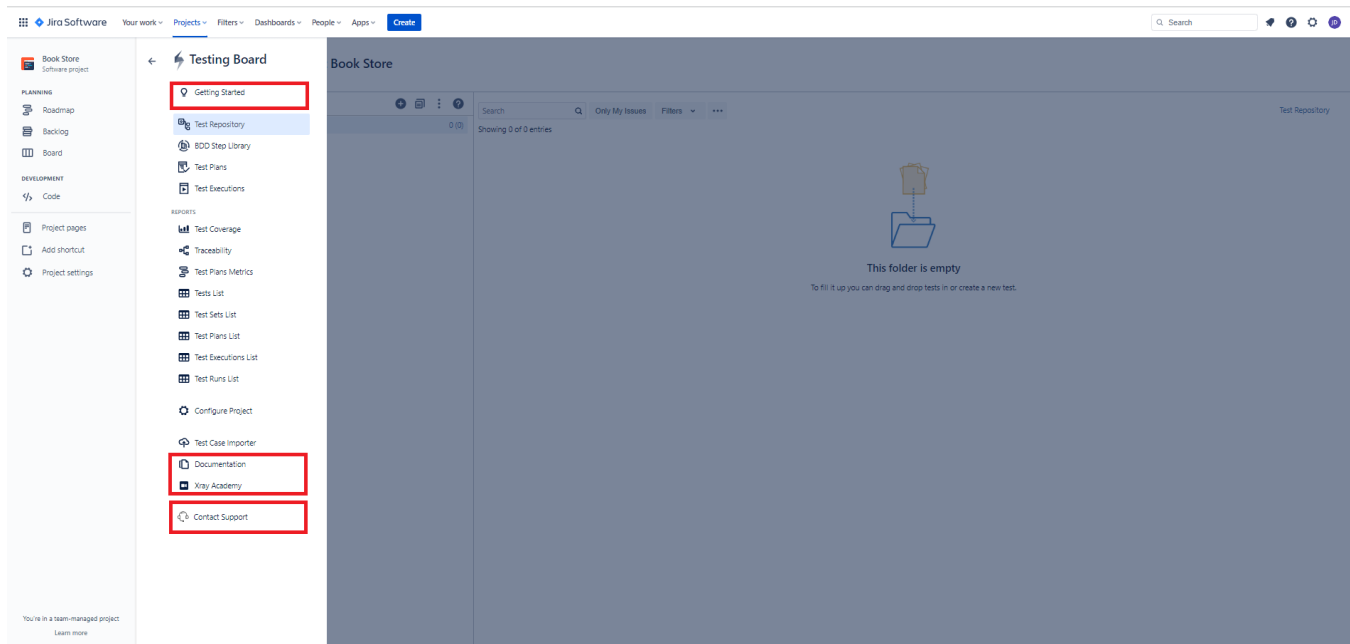 Jira Software Your work Projects Filters Dashboards People Apps Create Search JD
Book Store
Software project
PLANNING
Roadmap
Backlog
Board
DEVELOPMENT
Code
Project pages
Add shortcut
Project settings
You're in a team-managed project
Learn more
Testing Board
Getting Started
Test Repository
BDD Step Library
Test Plans
Test Executions
REPORTS
Test Coverage
Traceability
Test Plans Metrics
Tests List
Test Sets List
Test Plans List
Test Executions List
Test Runs List
Configure Project
Test Case Importer
Documentation
Xray Academy
Contact Support
Book Store
0 (0)
Search Only My Issues Filters Test Repository
Showing 0 of 0 entries
This folder is empty
To fill it up you can drag and drop tests in or create a new test.